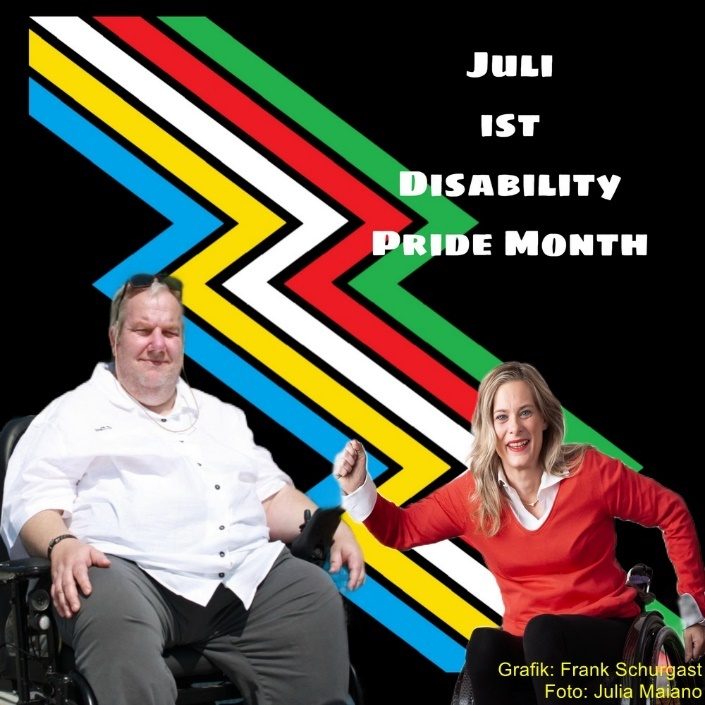 Juli
ist
Disability
Pride Month
Grafik: Frank Schurgast
Foto: Julia Maiano